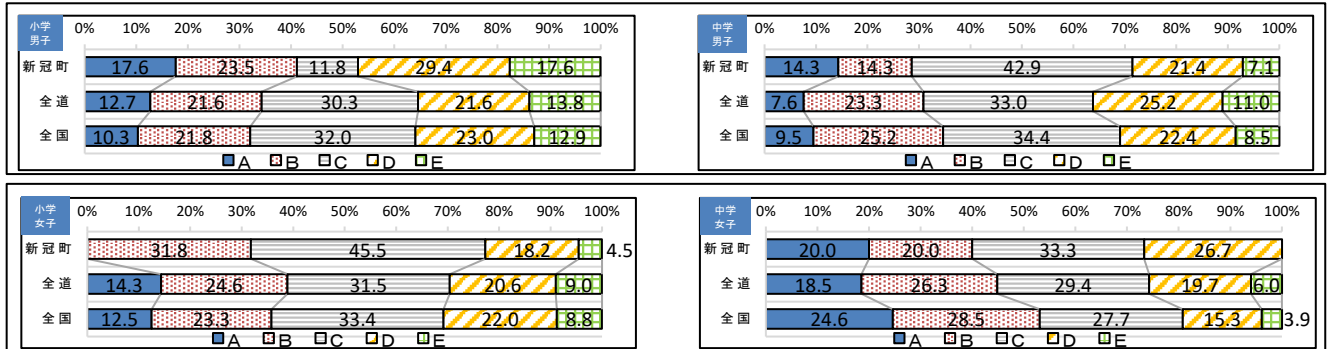 小学
男子
0% 10% 20% 30% 40% 50% 60% 70% 80% 90% 100%
新冠町 17.6 23.5 11.8 29.4 17.6
全道 12.7 21.6 30.3 21.6 13.8
全国 10.3 21.8 32.0 23.0 12.9
A B C D E
中学
男子
0% 10% 20% 30% 40% 50% 60% 70% 80% 90% 100%
新冠町 14.3 14.3 42.9 21.4 7.1
全道 7.6 23.3 33.0 25.2 11.0
全国 9.5 25.2 34.4 22.4 8.5
A B C D E
小学
女子
0% 10% 20% 30% 40% 50% 60% 70% 80% 90% 100%
新冠町 31.8 45.5 18.2 4.5
全道 14.3 24.6 31.5 20.6 9.0
全国 12.5 23.3 33.4 22.0 8.8
A B C D E
中学
女子
0% 10% 20% 30% 40% 50% 60% 70% 80% 90% 100%
新冠町 20.0 20.0 33.3 26.7
全道 18.5 26.3 29.4 19.7 6.0
全国 24.6 28.5 27.7 15.3 3.9
A B C D E